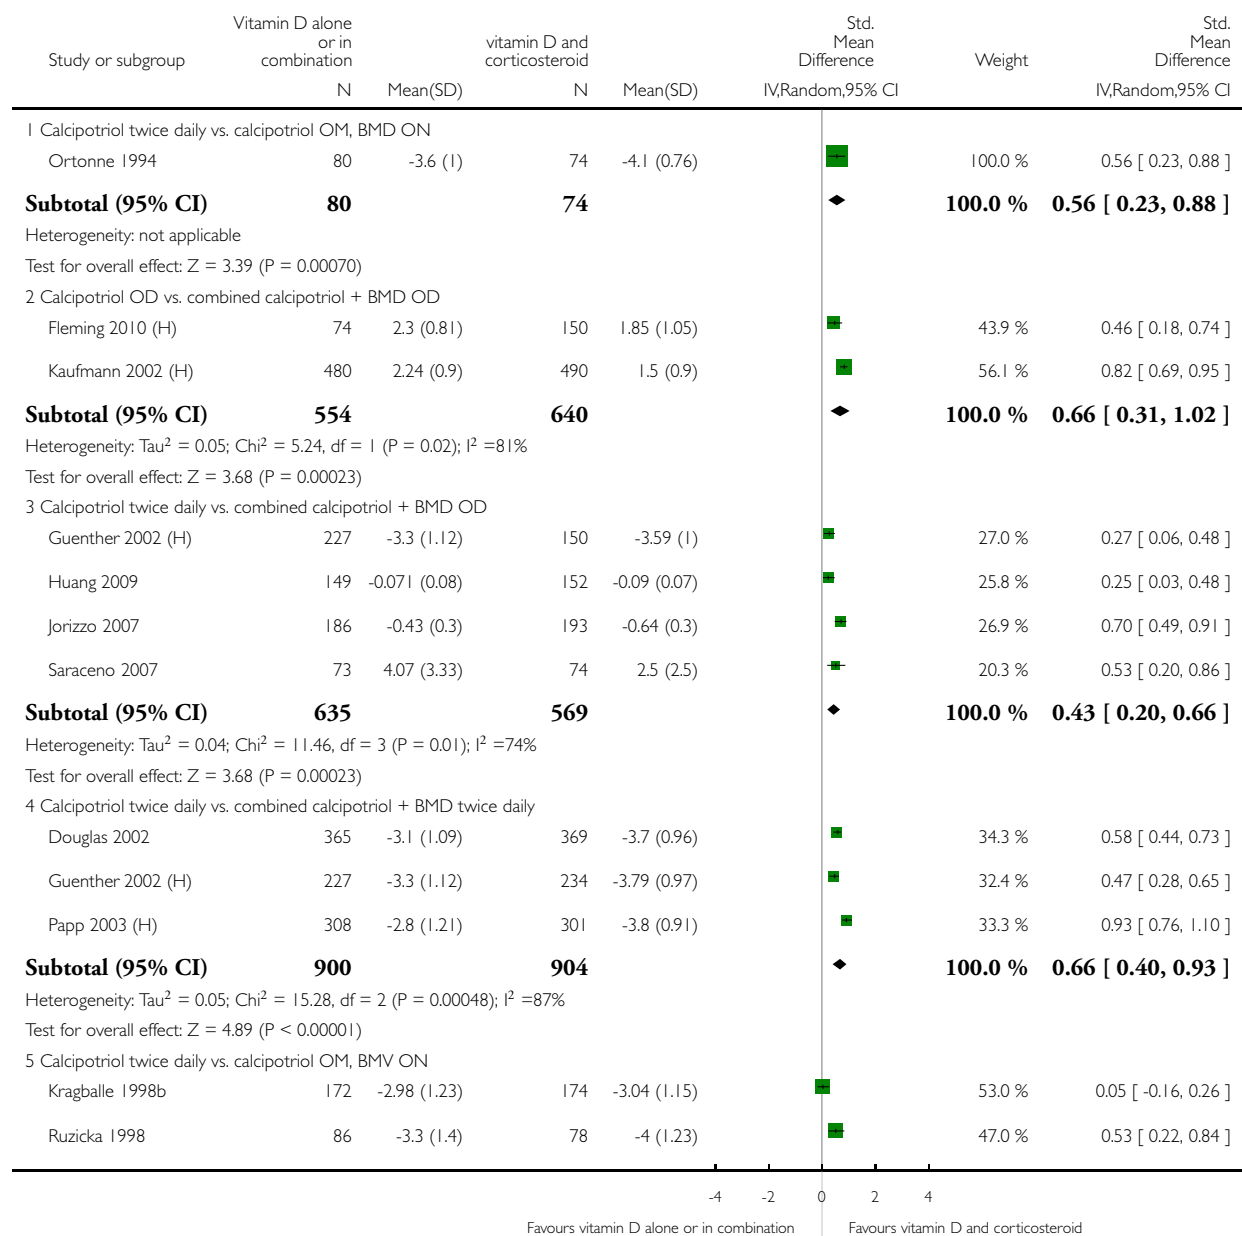 Study or subgroup Vitamin D alone or in combination vitamin D and corticosteroid Std. Mean Difference Weight Std. Mean Difference
N Mean(SD) N Mean(SD) IV,Random,95% CI IV,Random,95% CI
1 Calcipotriol twice daily vs. calcipotriol OM, BMD ON
Ortonne 1994 80 -3.6 (1) 74 -4.1 (0.76) 100.0 % 0.56 [ 0.23, 0.88 ]
Subtotal (95% CI) 80 74 100.0 % 0.56 [ 0.23, 0.88 ]
Heterogeneity: not applicable
Test for overall effect: Z = 3.39 (P = 0.00070)
2 Calcipotriol OD vs. combined calcipotriol + BMD OD
Fleming 2010 (H) 74 2.3 (0.81) 150 1.85 (1.05) 43.9 % 0.46 [ 0.18, 0.74 ]
Kaufmann 2002 (H) 480 2.24 (0.9) 490 1.5 (0.9) 56.1 % 0.82 [ 0.69, 0.95 ]
Subtotal (95% CI) 554 640 100.0 % 0.66 [ 0.31, 1.02 ]
Heterogeneity: Tau² = 0.05; Chi² = 5.24, df = 1 (P = 0.02); I² =81%
Test for overall effect: Z = 3.68 (P = 0.00023)
3 Calcipotriol twice daily vs. combined calcipotriol + BMD OD
Guenther 2002 (H) 227 -3.3 (1.12) 150 -3.59 (1) 27.0 % 0.27 [ 0.06, 0.48 ]
Huang 2009 149 -0.071 (0.08) 152 -0.09 (0.07) 25.8 % 0.25 [ 0.03, 0.48 ]
Jorizzo 2007 186 -0.43 (0.3) 193 -0.64 (0.3) 26.9 % 0.70 [ 0.49, 0.91 ]
Saraceno 2007 73 4.07 (3.33) 74 2.5 (2.5) 20.3 % 0.53 [ 0.20, 0.86 ]
Subtotal (95% CI) 635 569 100.0 % 0.43 [ 0.20, 0.66 ]
Heterogeneity: Tau² = 0.04; Chi² = 11.46, df = 3 (P = 0.01); I² =74%
Test for overall effect: Z = 3.68 (P = 0.00023)
4 Calcipotriol twice daily vs. combined calcipotriol + BMD twice daily
Douglas 2002 365 -3.1 (1.09) 369 -3.7 (0.96) 34.3 % 0.58 [ 0.44, 0.73 ]
Guenther 2002 (H) 227 -3.3 (1.12) 234 -3.79 (0.97) 32.4 % 0.47 [ 0.28, 0.65 ]
Papp 2003 (H) 308 -2.8 (1.21) 301 -3.8 (0.91) 33.3 % 0.93 [ 0.76, 1.10 ]
Subtotal (95% CI) 900 904 100.0 % 0.66 [ 0.40, 0.93 ]
Heterogeneity: Tau² = 0.05; Chi² = 15.28, df = 2 (P = 0.00048); I² =87%
Test for overall effect: Z = 4.89 (P < 0.00001)
5 Calcipotriol twice daily vs. calcipotriol OM, BMV ON
Kragballe 1998b 172 -2.98 (1.23) 174 -3.04 (1.15) 53.0 % 0.05 [ -0.16, 0.26 ]
Ruzicka 1998 86 -3.3 (1.4) 78 -4 (1.23) 47.0 % 0.53 [ 0.22, 0.84 ]
-4 -2 0 2 4
Favours vitamin D alone or in combination Favours vitamin D and corticosteroid